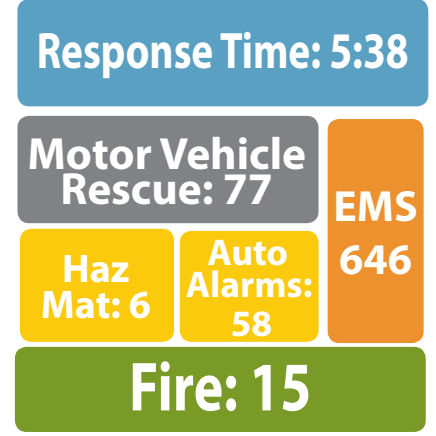 Response Time: 5:38
Motor Vehicle
Rescue: 77
EMS
646
Haz
Mat: 6
Auto
Alarms:
58
Fire: 15